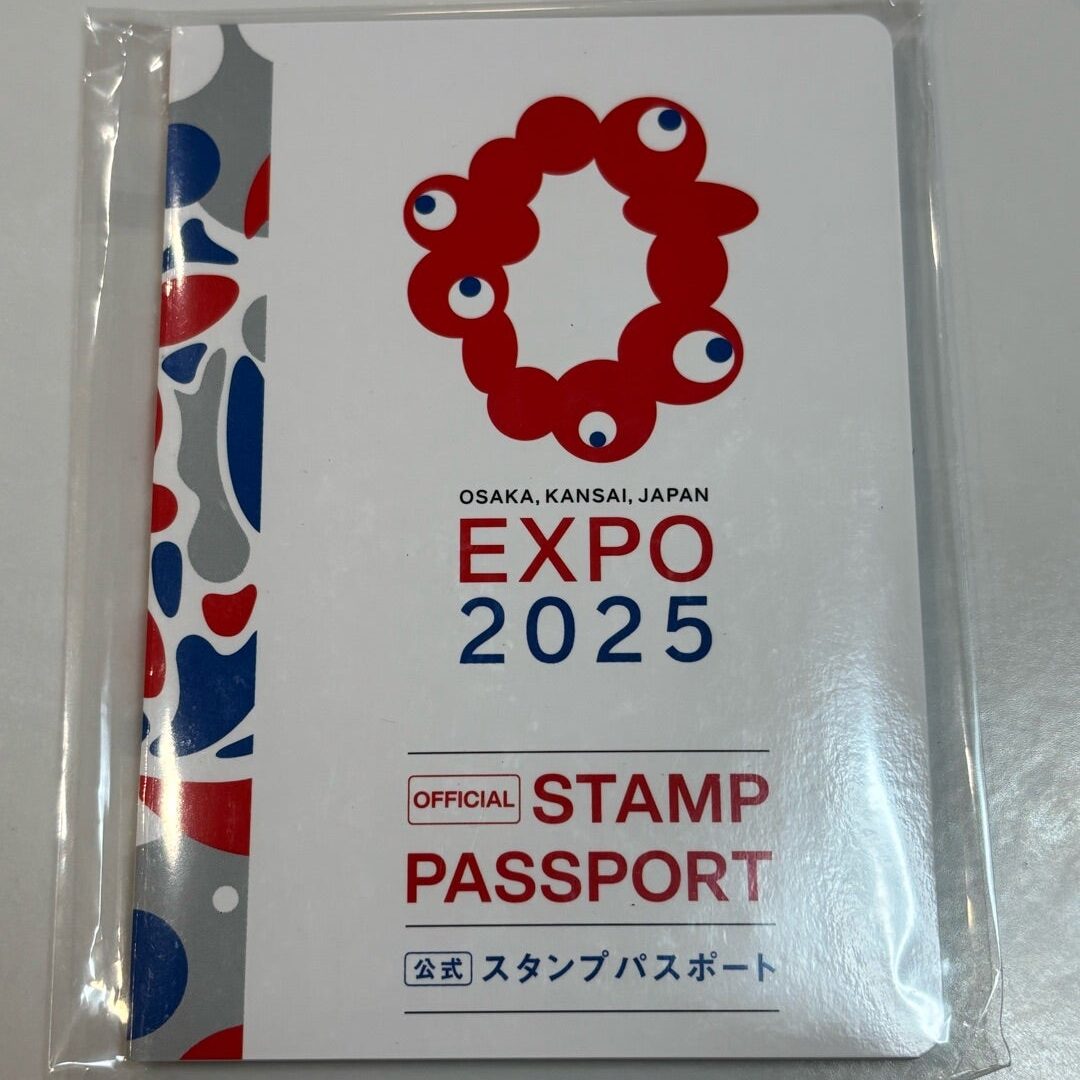 OSAKA, KANSAI, JAPAN
EXPO
2025
OFFICIAL STAMP
PASSPORT
公式 スタンプパスポート